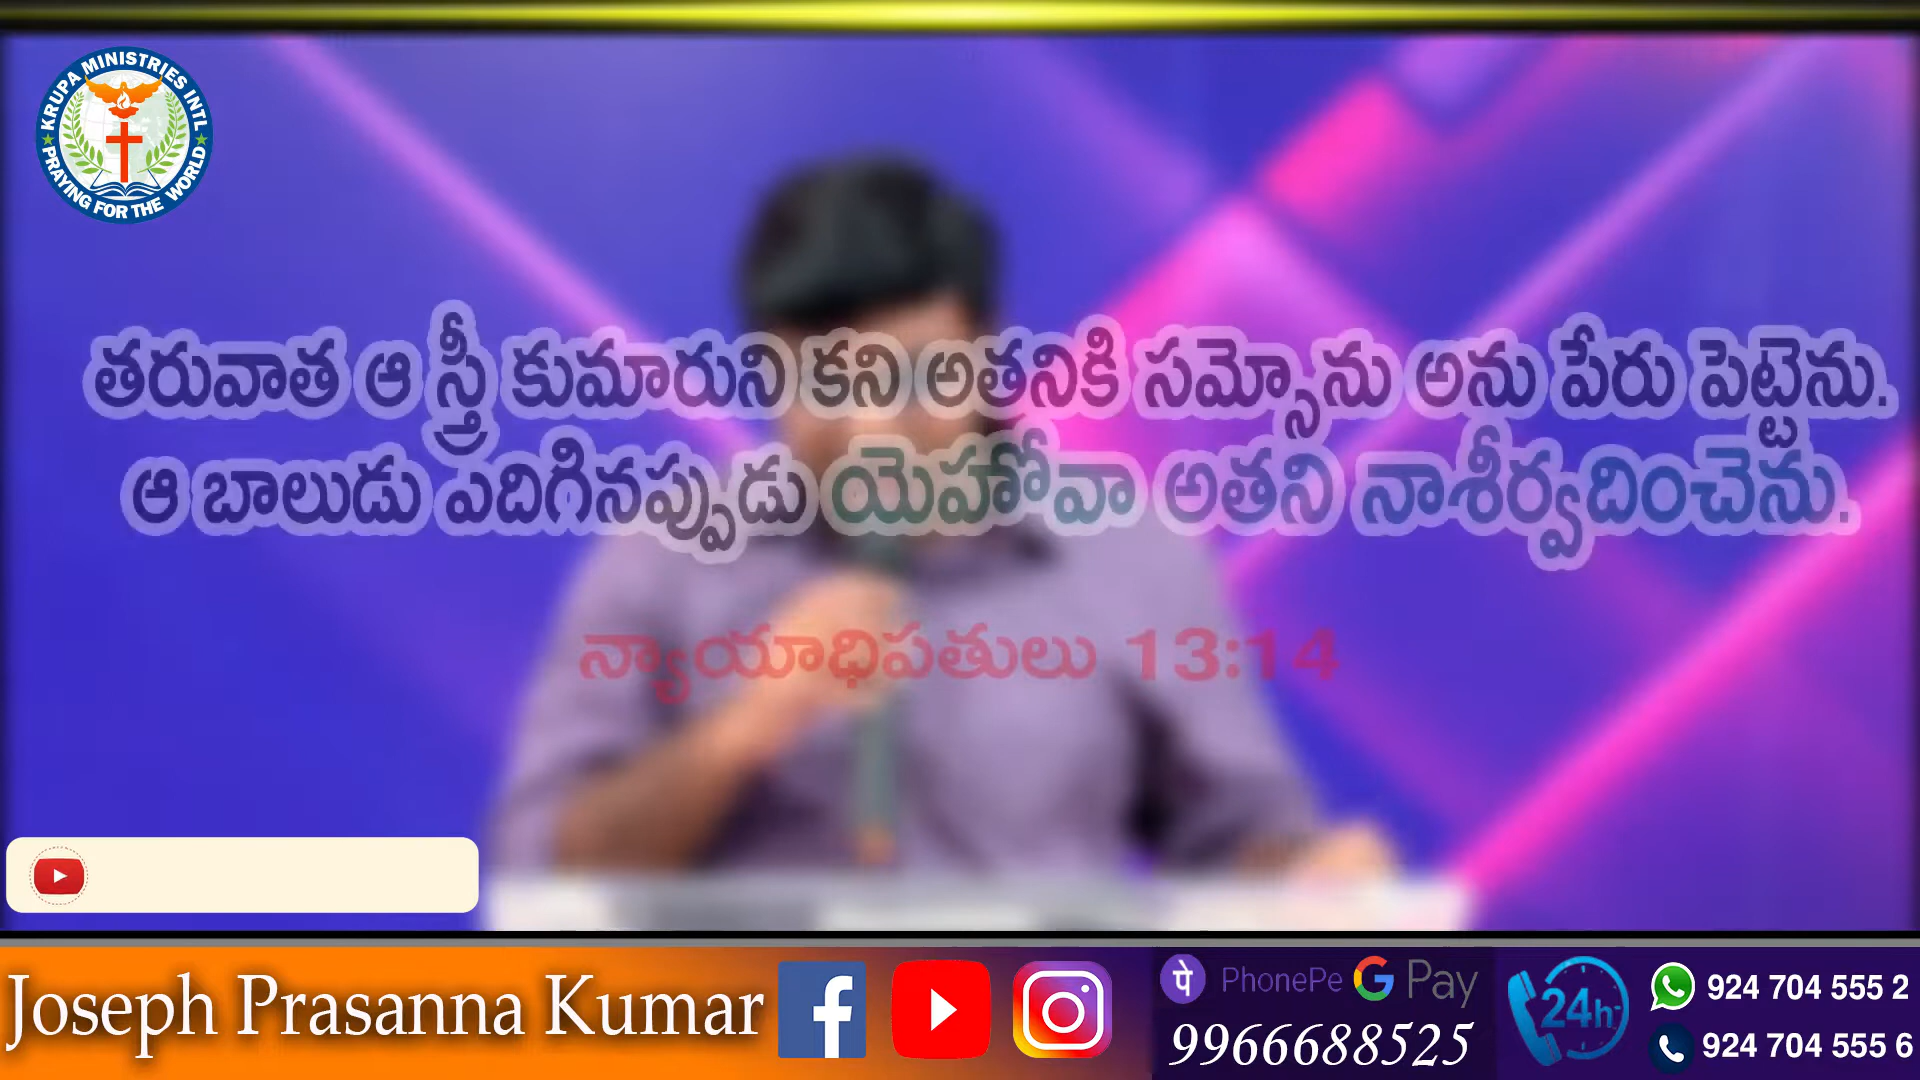 KRUPA MINISTRIES INTL
PRAYING FOR THE WORLD
తరువాత ఆ స్త్రీ కుమారుని కని అతనికి సమ్సోను అను పేరు పెట్టెను.
ఆ బాలుడు ఎదిగినప్పుడు యెహోవా అతని నాశీర్వదించెను.
న్యాయాధిపతులు 13:14
Joseph Prasanna Kumar
पे PhonePe G Pay
9966688525
24h
924 704 555 2
924 704 555 6